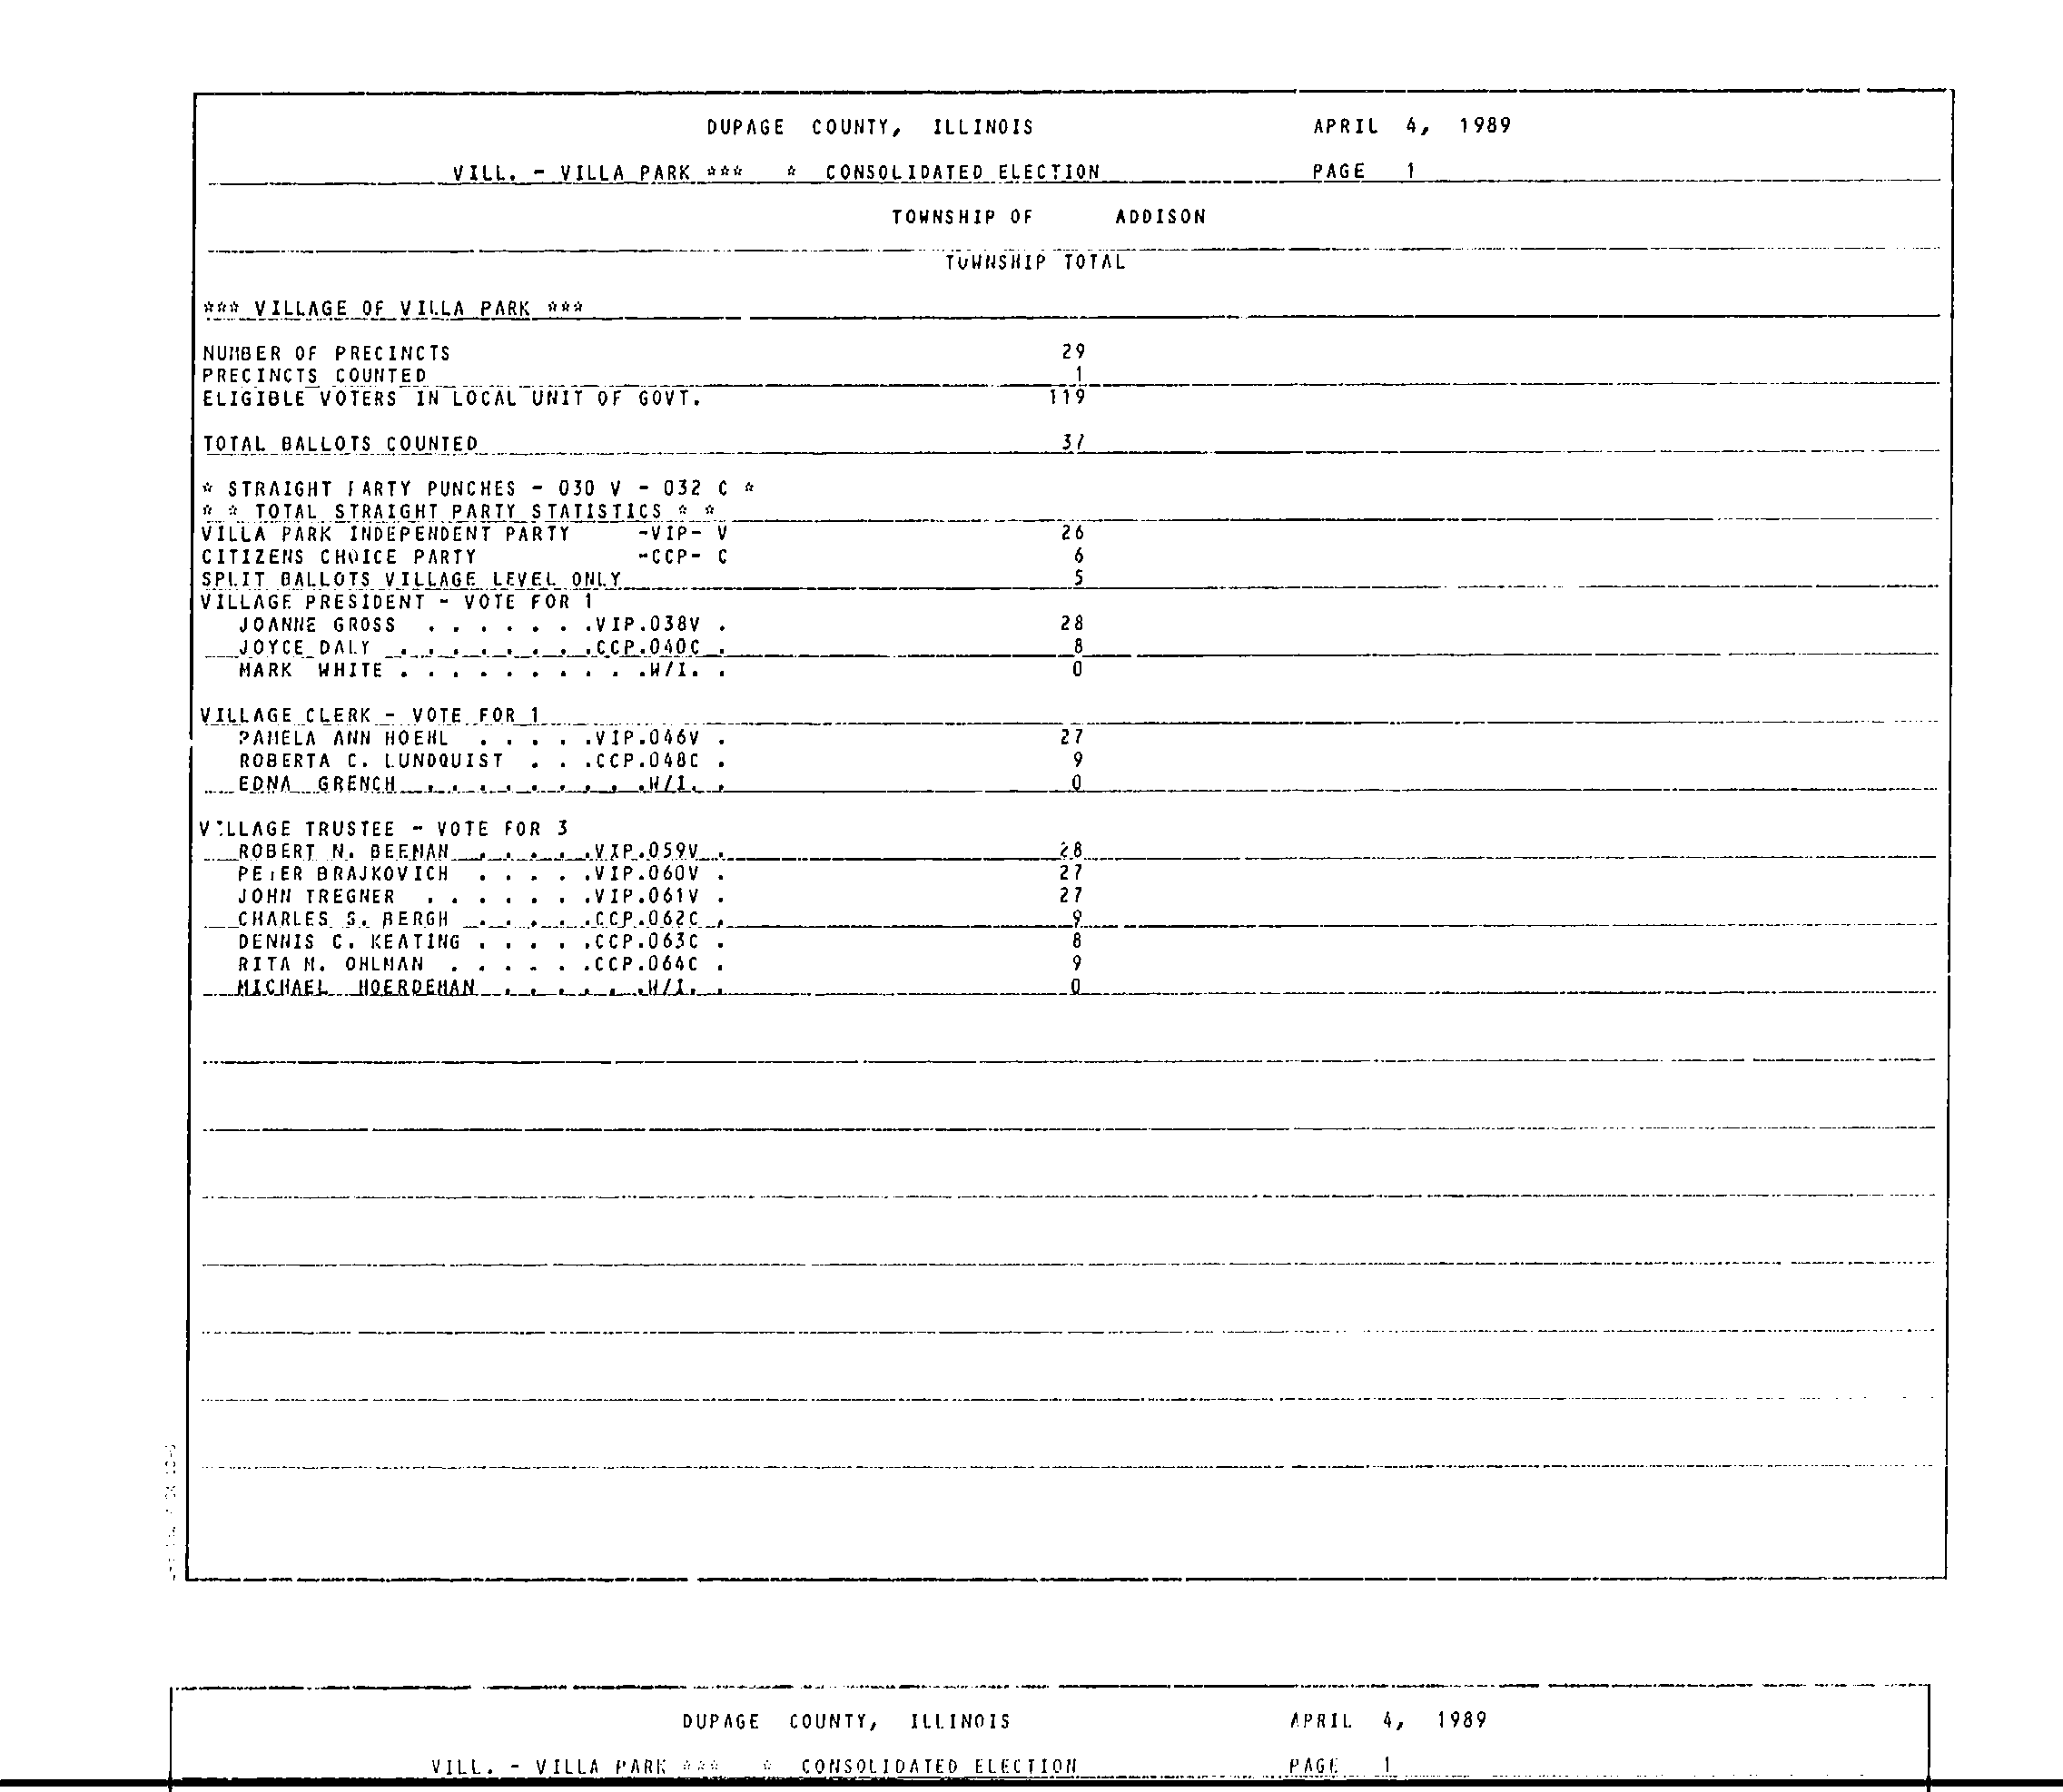 DUPAGE COUNTY, ILLINOIS APRIL 4, 1989
VILL. - VILLA PARK *** * CONSOLIDATED ELECTION PAGE 1
TOWNSHIP OF ADDISON
TOWNSHIP TOTAL
*** VILLAGE OF VILLA PARK ***
NUMBER OF PRECINCTS 29
PRECINCTS COUNTED 1
ELIGIBLE VOTERS IN LOCAL UNIT OF GOVT. 119
TOTAL BALLOTS COUNTED 37
* STRAIGHT PARTY PUNCHES - 030 V - 032 C *
* * TOTAL STRAIGHT PARTY STATISTICS * *
VILLA PARK INDEPENDENT PARTY -VIP- V 26
CITIZENS CHOICE PARTY -CCP- C 6
SPLIT BALLOTS VILLAGE LEVEL ONLY 5
VILLAGE PRESIDENT - VOTE FOR 1
JOANNE GROSS . . . . . . .VIP.038V . 28
JOYCE DALY . . . . . . . .CCP.040C . 8
MARK WHITE . . . . . . . . . .W/I. . 0
VILLAGE CLERK - VOTE FOR 1
PAMELA ANN HOEHL . . . . .VIP.046V . 27
ROBERTA C. LUNDQUIST . . .CCP.048C . 9
EDNA GRENCH . . . . . . . . .W/I. . 0
VILLAGE TRUSTEE - VOTE FOR 3
ROBERT N. BEENAN . . . . .VIP.059V . 28
PETER BRAJKOVICH . . . . .VIP.060V . 27
JOHN TREGNER . . . . . . .VIP.061V . 27
CHARLES S. BERGH . . . . .CCP.062C . 9
DENNIS C. KEATING . . . . .CCP.063C . 8
RITA M. OHLMAN . . . . . .CCP.064C . 9
MICHAEL HOERDEMAN . . . . . .W/I. . 0
DUPAGE COUNTY, ILLINOIS APRIL 4, 1989
VILL. - VILLA PARK *** * CONSOLIDATED ELECTION PAGE 1